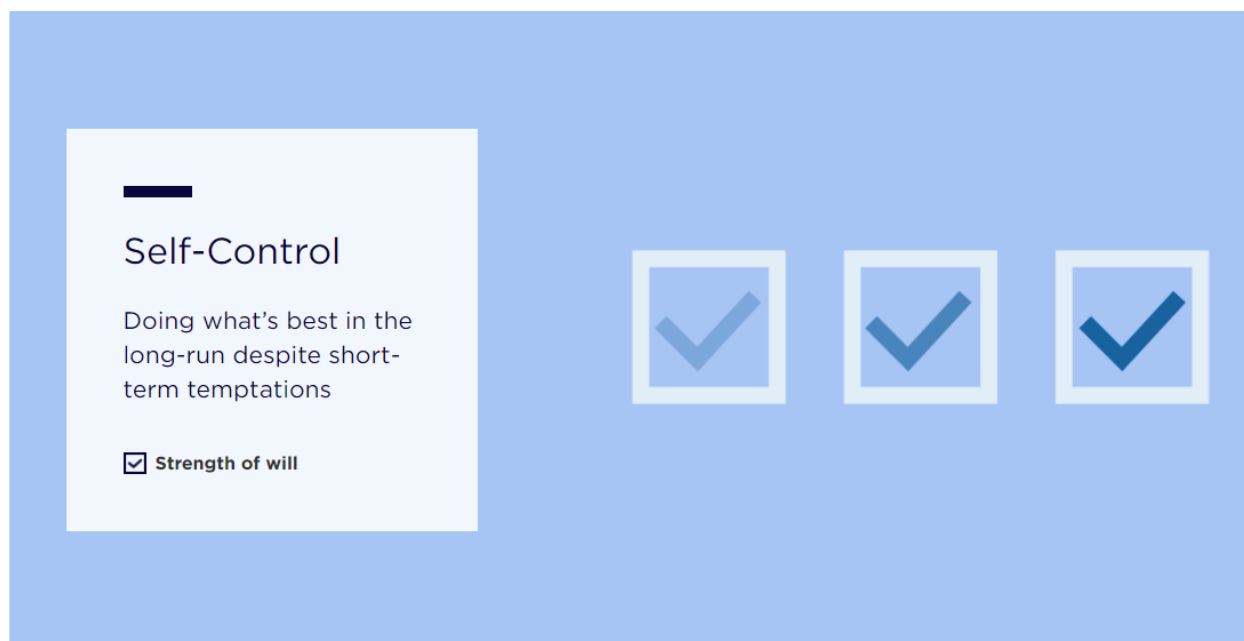 Self-Control
Doing what’s best in the
long-run despite short-
term temptations
Strength of will